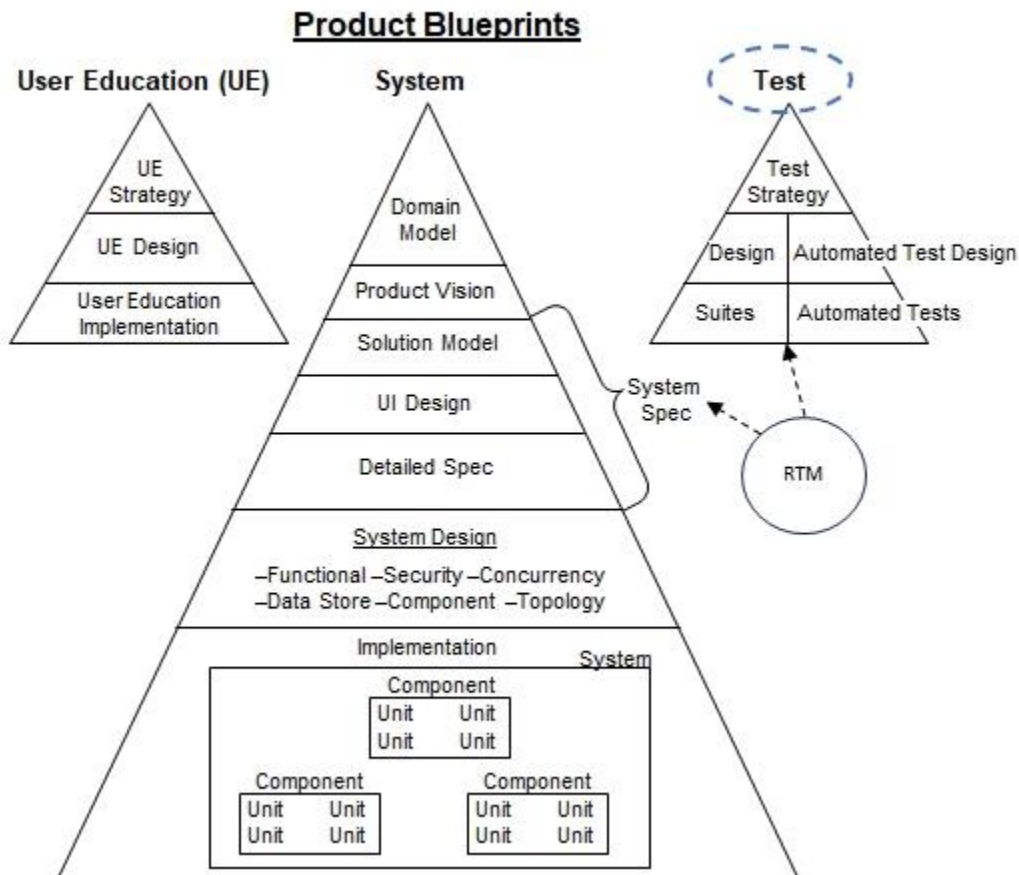 Product Blueprints
User Education (UE)
System
Test
UE
Strategy
UE Design
User Education
Implementation
Domain
Model
Product Vision
Solution Model
UI Design
Detailed Spec
System
Spec
Test
Strategy
Design
Automated Test Design
Suites
Automated Tests
RTM
System Design
–Functional –Security –Concurrency
–Data Store –Component –Topology
Implementation
System
Component
Unit Unit
Unit Unit
Component
Unit Unit
Unit Unit
Component
Unit Unit
Unit Unit